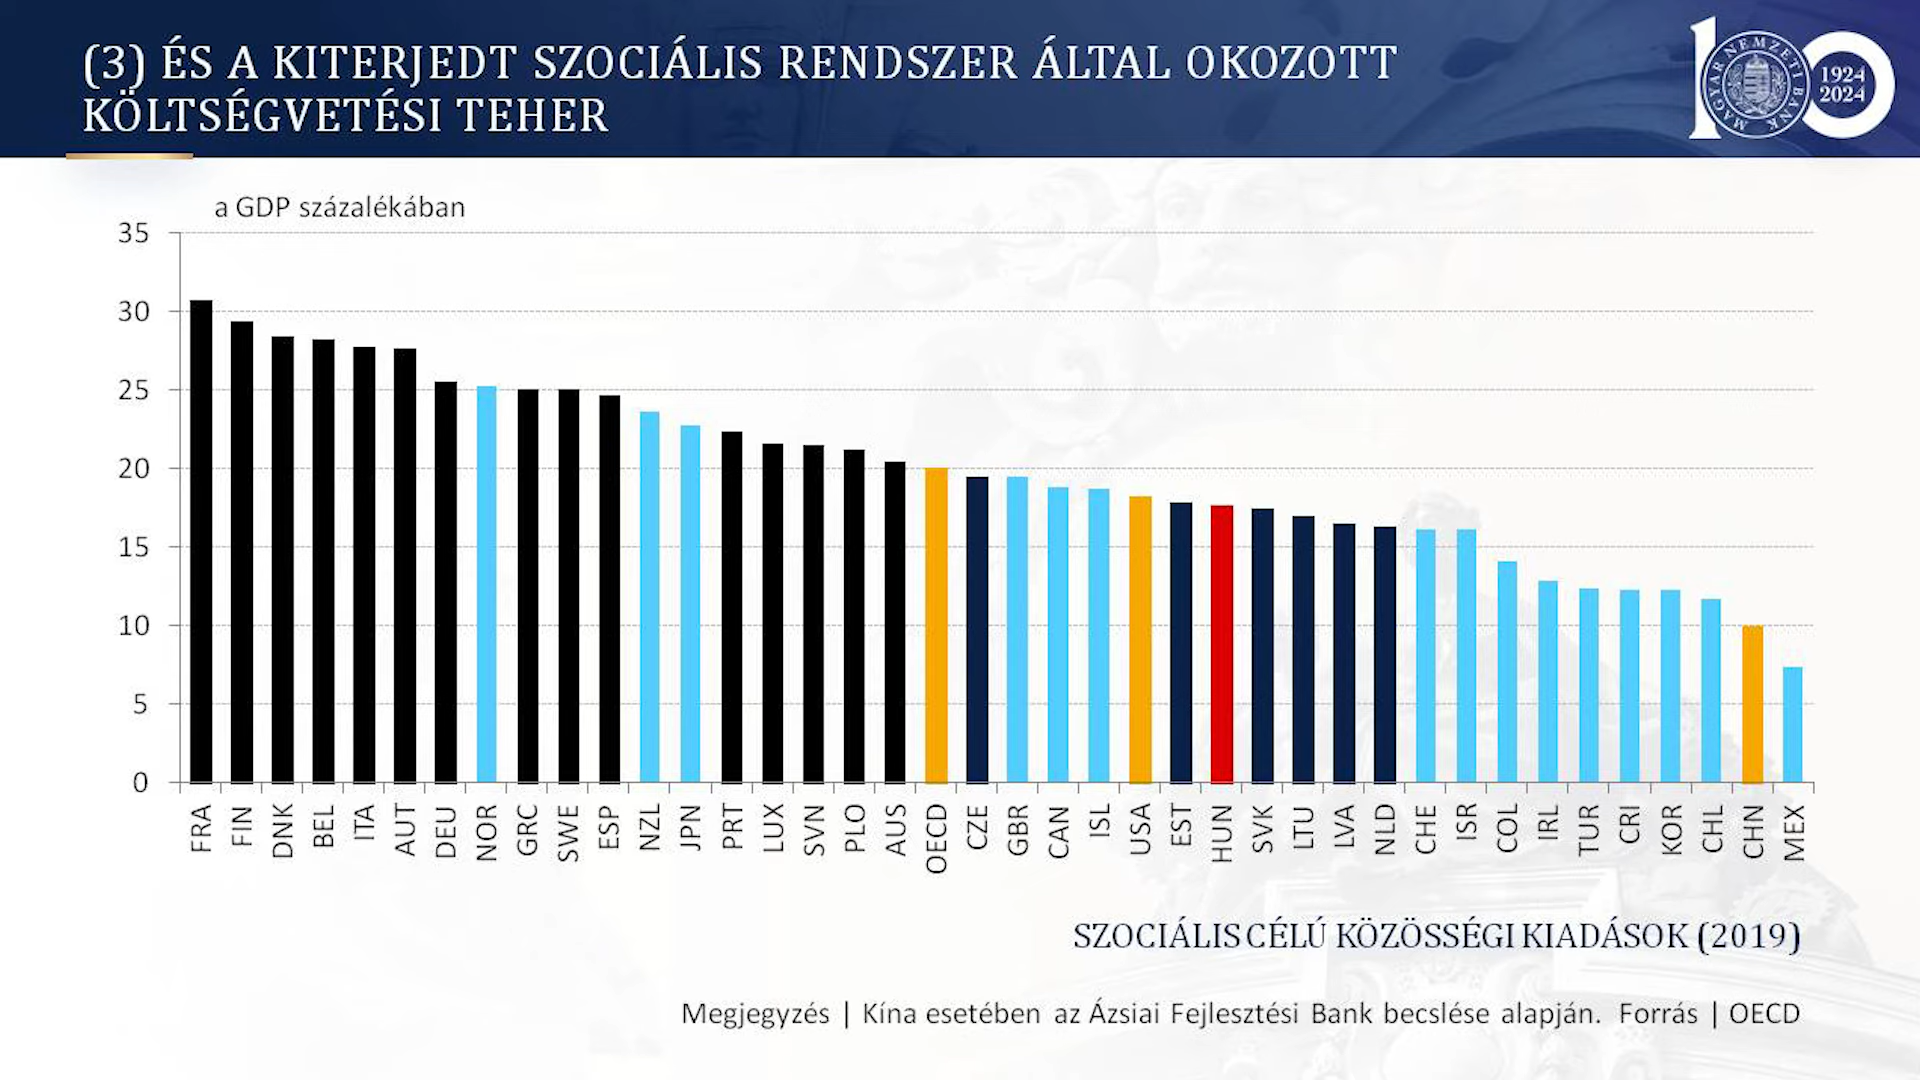 (3) ÉS A KITERJEDT SZOCIÁLIS RENDSZER ÁLTAL OKOZOTT
KÖLTSÉGVETÉSI TEHER
MAGYAR NEMZETI BANK
1924
2024
a GDP százalékában
35
30
25
20
15
10
5
0
FRA FIN DNK BEL ITA AUT DEU NOR GRC SWE ESP NZL JPN PRT LUX SVN PLO AUS OECD CZE GBR CAN ISL USA EST HUN SVK LTU LVA NLD CHE ISR COL IRL TUR CRI KOR CHL CHN MEX
SZOCIÁLIS CÉLÚ KÖZÖSSÉGI KIADÁSOK (2019)
Megjegyzés | Kína esetében az Ázsiai Fejlesztési Bank becslése alapján. Forrás | OECD